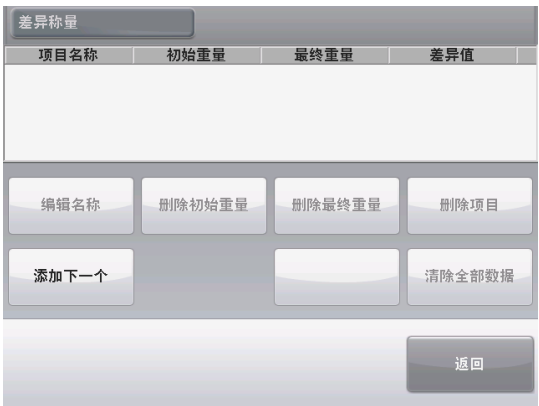 差异称量
项目名称 初始重量 最终重量 差异值
编辑名称 删除初始重量 删除最终重量 删除项目
添加下一个 清除全部数据
返回